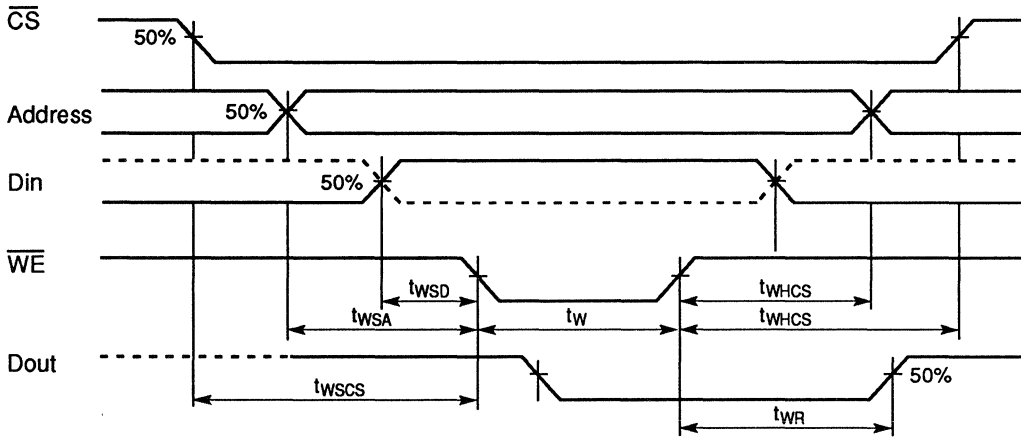 CS
50%
Address
50%
Din
50%
WE
tWSD
tWHCS
tWSA
tW
tWHCS
Dout
50%
tWSCS
tWR